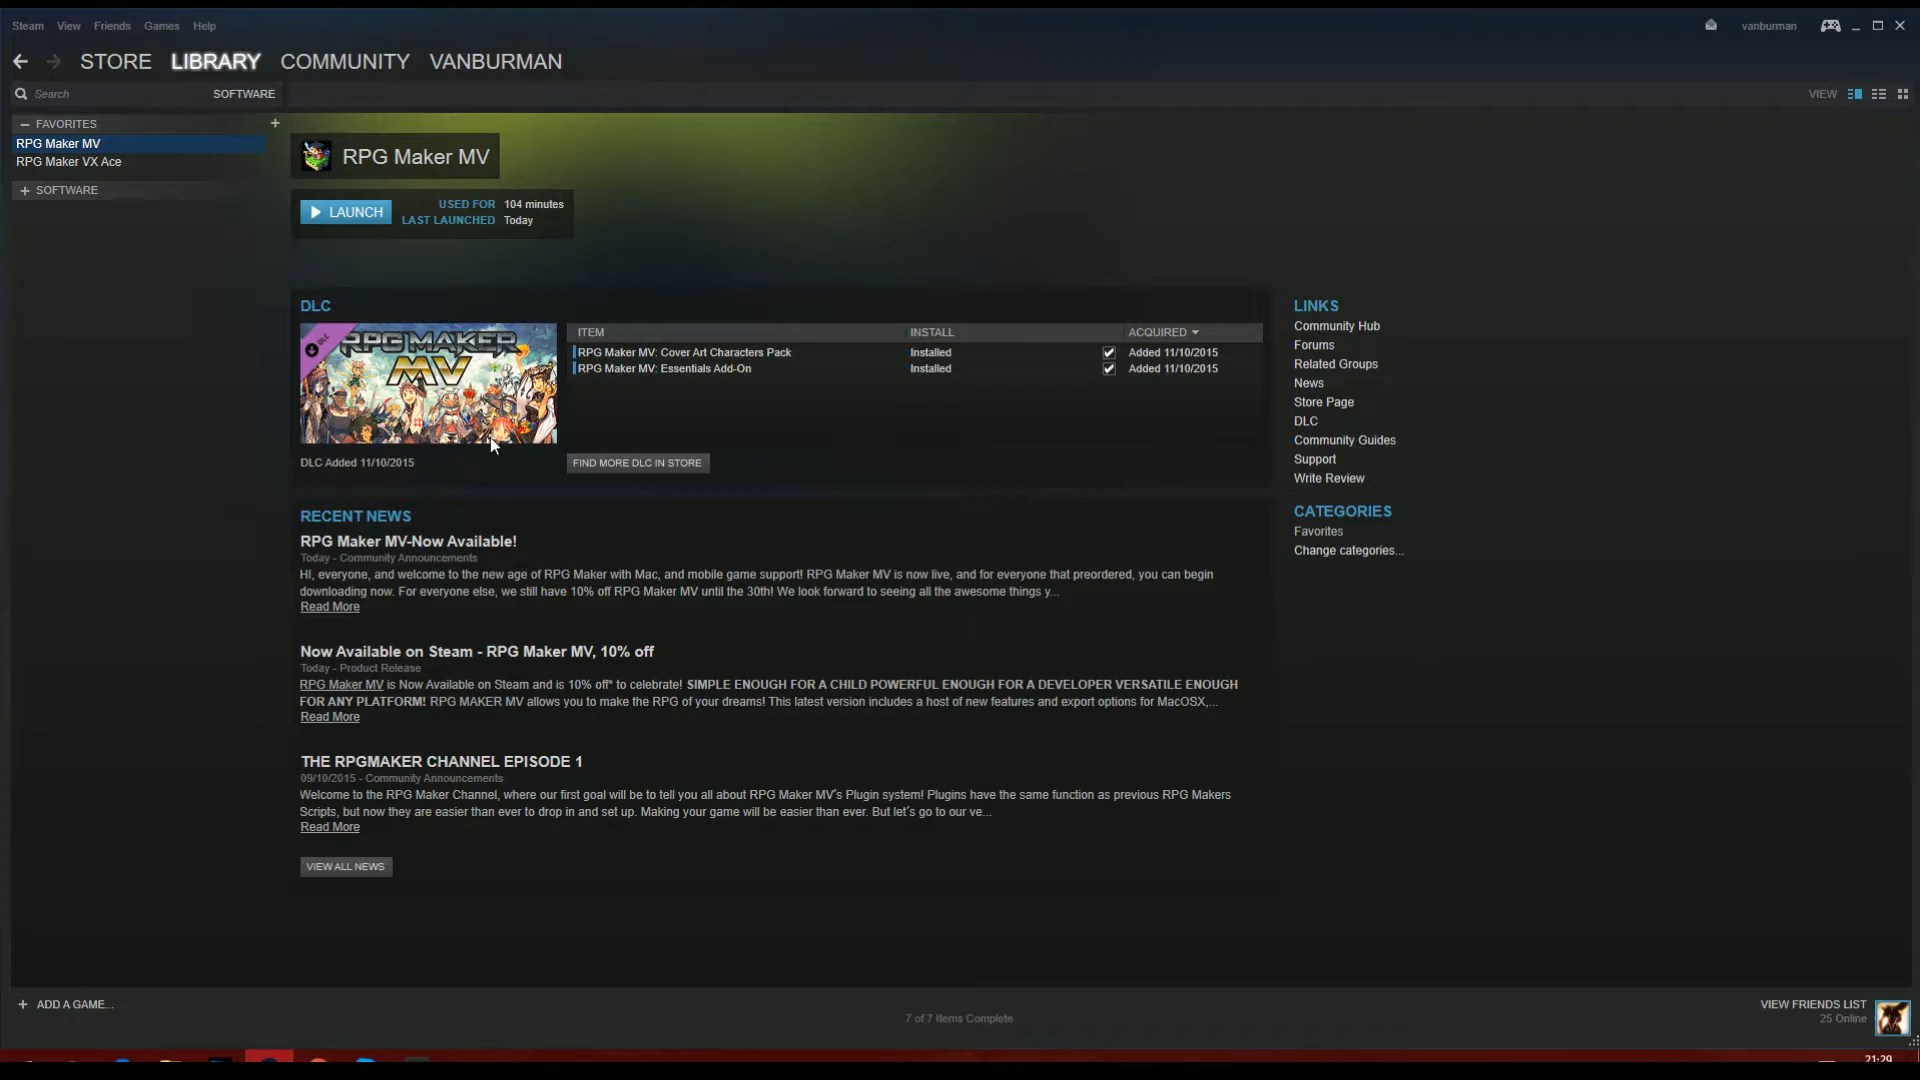 Steam View Friends Games Help
vanburman
STORE LIBRARY COMMUNITY VANBURMAN
Search SOFTWARE
VIEW
− FAVORITES +
RPG Maker MV
RPG Maker VX Ace
+ SOFTWARE
RPG Maker MV
LAUNCH
USED FOR 104 minutes
LAST LAUNCHED Today
DLC
DLC
RPG MAKER
MV
DLC Added 11/10/2015
ITEM INSTALL ACQUIRED
RPG Maker MV: Cover Art Characters Pack Installed Added 11/10/2015
RPG Maker MV: Essentials Add-On Installed Added 11/10/2015
FIND MORE DLC IN STORE
RECENT NEWS
RPG Maker MV-Now Available!
Today - Community Announcements
HI, everyone, and welcome to the new age of RPG Maker with Mac, and mobile game support! RPG Maker MV is now live, and for everyone that preordered, you can begin
downloading now. For everyone else, we still have 10% off RPG Maker MV until the 30th! We look forward to seeing all the awesome things y...
Read More
Now Available on Steam - RPG Maker MV, 10% off
Today - Product Release
RPG Maker MV is Now Available on Steam and is 10% off* to celebrate! SIMPLE ENOUGH FOR A CHILD POWERFUL ENOUGH FOR A DEVELOPER VERSATILE ENOUGH
FOR ANY PLATFORM! RPG MAKER MV allows you to make the RPG of your dreams! This latest version includes a host of new features and export options for MacOSX,...
Read More
THE RPGMAKER CHANNEL EPISODE 1
09/10/2015 - Community Announcements
Welcome to the RPG Maker Channel, where our first goal will be to tell you all about RPG Maker MV's Plugin system! Plugins have the same function as previous RPG Makers
Scripts, but now they are easier than ever to drop in and set up. Making your game will be easier than ever. But let's go to our ve...
Read More
VIEW ALL NEWS
LINKS
Community Hub
Forums
Related Groups
News
Store Page
DLC
Community Guides
Support
Write Review
CATEGORIES
Favorites
Change categories...
+ ADD A GAME...
7 of 7 Items Complete
VIEW FRIENDS LIST
25 Online
21:29